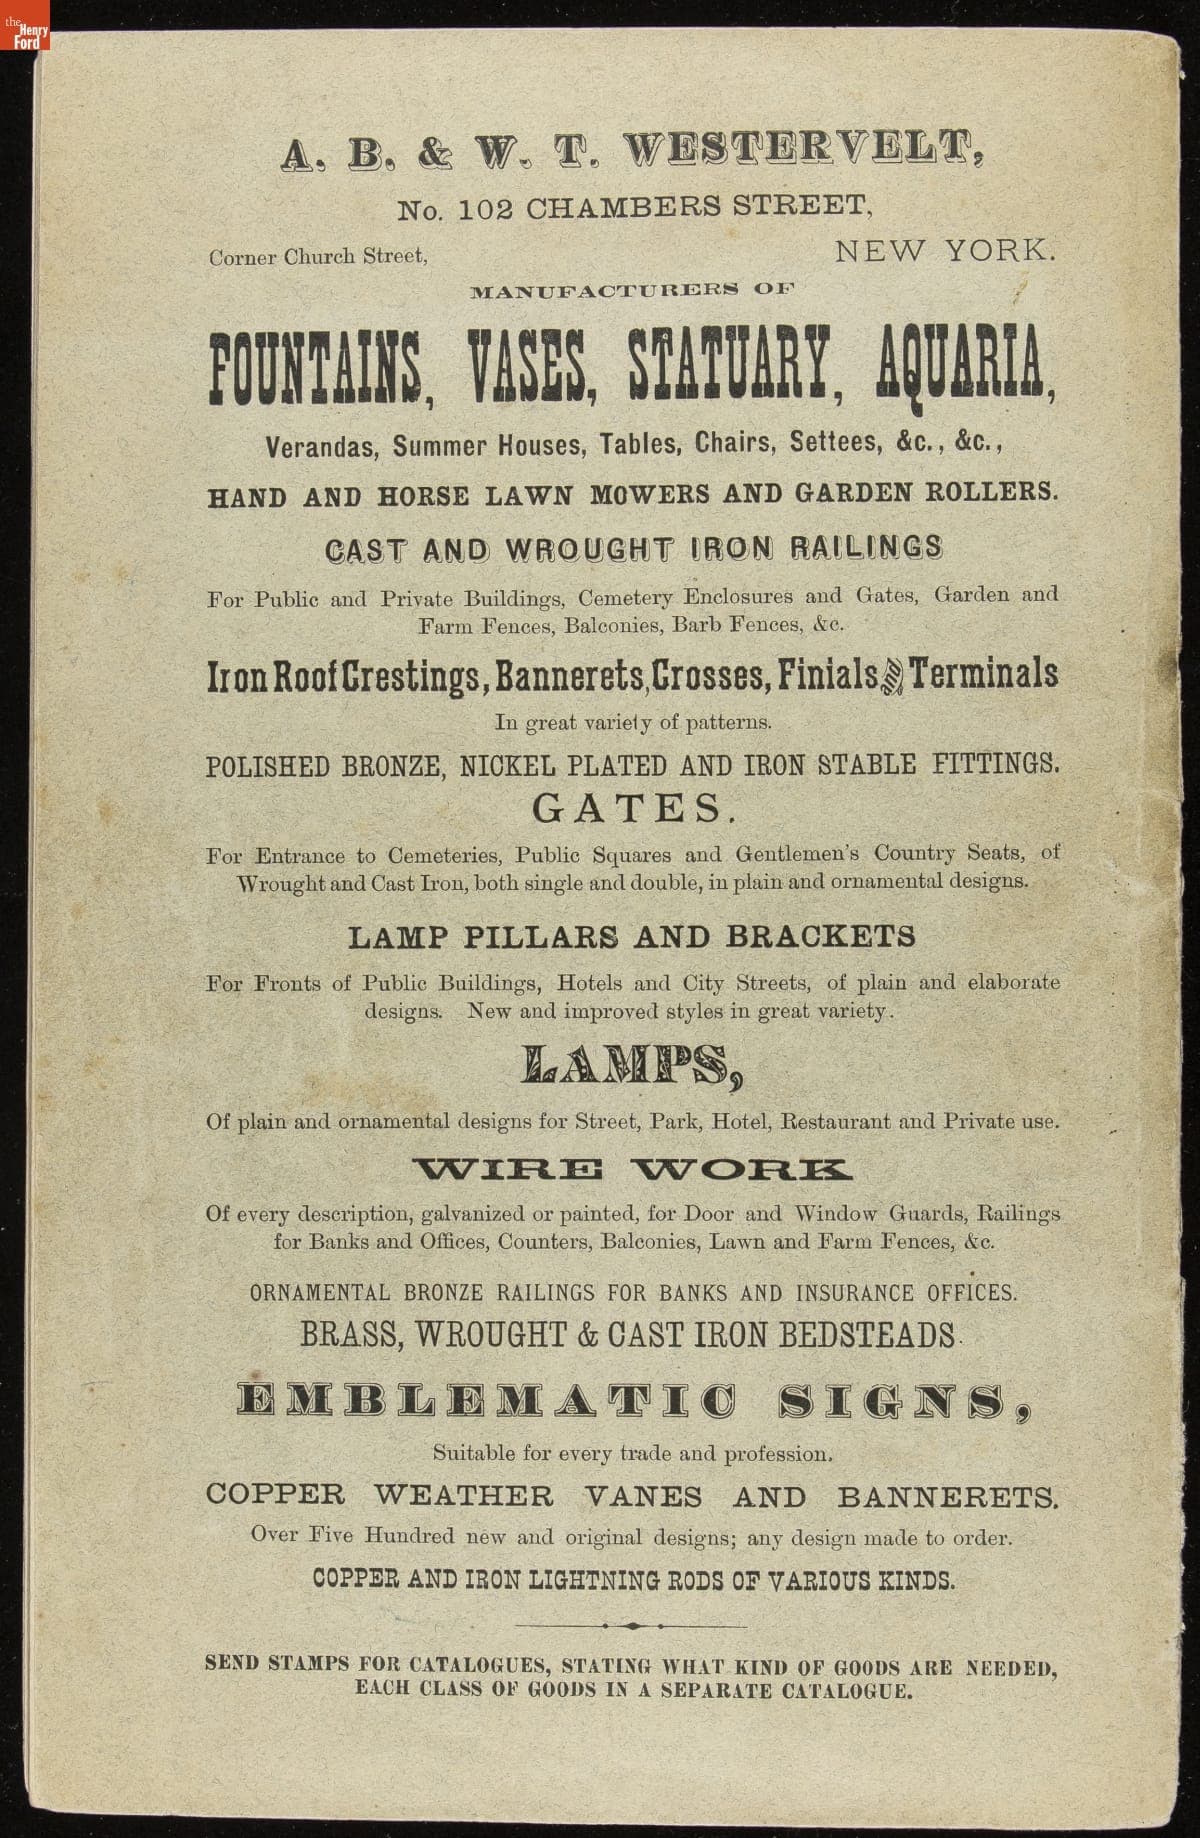 the
Henry
Ford
A. B. & W. T. WESTERVELT,
No. 102 CHAMBERS STREET,
Corner Church Street, NEW YORK.
MANUFACTURERS OF
FOUNTAINS, VASES, STATUARY, AQUARIA,
Verandas, Summer Houses, Tables, Chairs, Settees, &c., &c.,
HAND AND HORSE LAWN MOWERS AND GARDEN ROLLERS.
CAST AND WROUGHT IRON RAILINGS
For Public and Private Buildings, Cemetery Enclosures and Gates, Garden and
Farm Fences, Balconies, Barb Fences, &c.
Iron Roof Crestings, Bannerets, Crosses, Finials and Terminals
In great variety of patterns.
POLISHED BRONZE, NICKEL PLATED AND IRON STABLE FITTINGS.
GATES.
For Entrance to Cemeteries, Public Squares and Gentlemen's Country Seats, of
Wrought and Cast Iron, both single and double, in plain and ornamental designs.
LAMP PILLARS AND BRACKETS
For Fronts of Public Buildings, Hotels and City Streets, of plain and elaborate
designs. New and improved styles in great variety.
LAMPS,
Of plain and ornamental designs for Street, Park, Hotel, Restaurant and Private use.
WIRE WORK
Of every description, galvanized or painted, for Door and Window Guards, Railings
for Banks and Offices, Counters, Balconies, Lawn and Farm Fences, &c.
ORNAMENTAL BRONZE RAILINGS FOR BANKS AND INSURANCE OFFICES.
BRASS, WROUGHT & CAST IRON BEDSTEADS.
EMBLEMATIC SIGNS,
Suitable for every trade and profession.
COPPER WEATHER VANES AND BANNERETS.
Over Five Hundred new and original designs; any design made to order.
COPPER AND IRON LIGHTNING RODS OF VARIOUS KINDS.
SEND STAMPS FOR CATALOGUES, STATING WHAT KIND OF GOODS ARE NEEDED,
EACH CLASS OF GOODS IN A SEPARATE CATALOGUE.